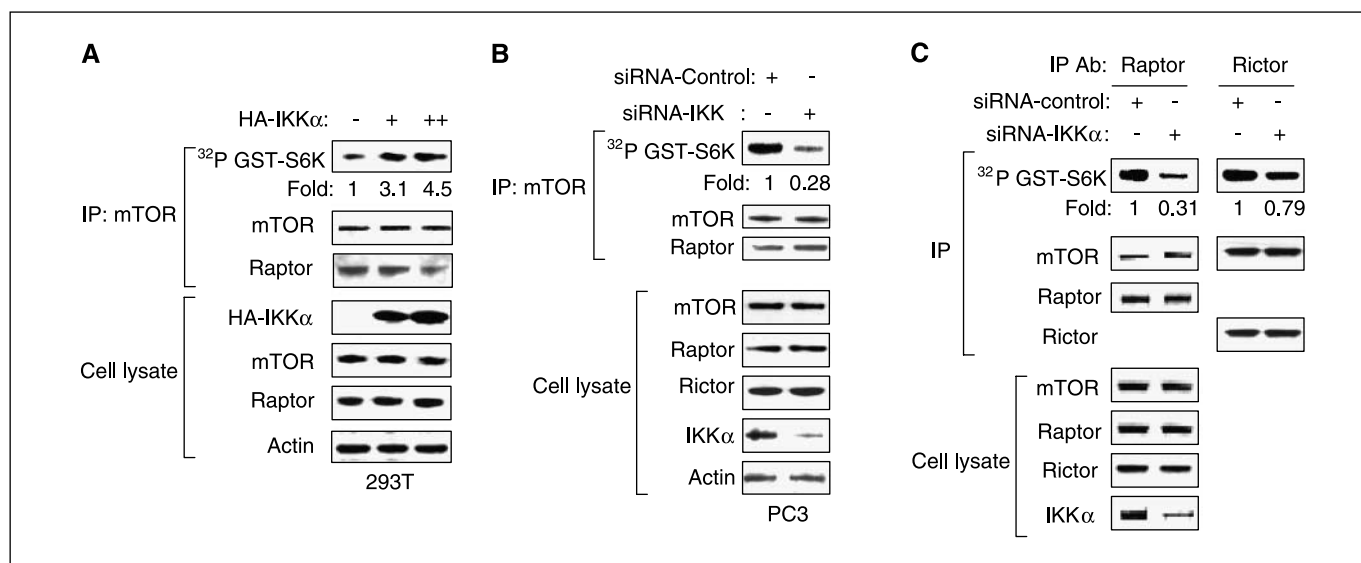 A
HA-IKKα: - + ++
32P GST-S6K
Fold: 1 3.1 4.5
IP: mTOR
mTOR
Raptor
HA-IKKα
Cell lysate
mTOR
Raptor
Actin
293T
B
siRNA-Control: + -
siRNA-IKK : - +
32P GST-S6K
Fold: 1 0.28
IP: mTOR
mTOR
Raptor
mTOR
Raptor
Cell lysate
Rictor
IKKα
Actin
PC3
C
IP Ab: Raptor Rictor
siRNA-control: + - + -
siRNA-IKKα: - + - +
32P GST-S6K
Fold: 1 0.31 1 0.79
IP
mTOR
Raptor
Rictor
mTOR
Raptor
Cell lysate
Rictor
IKKα